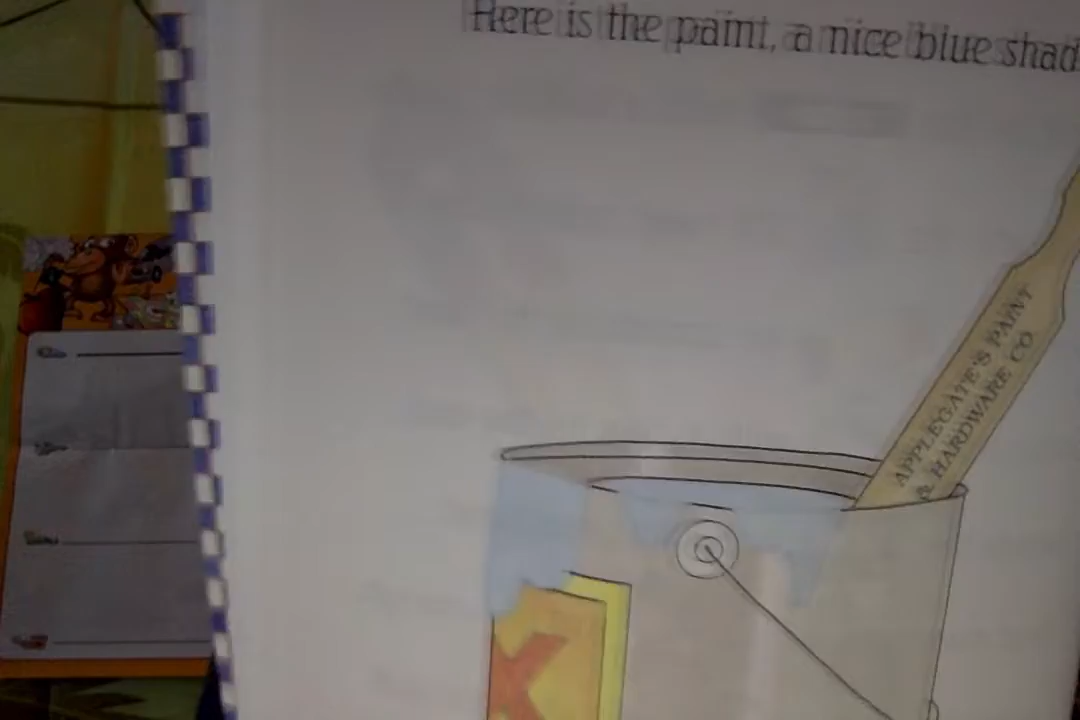 Here is the paint, a nice blue shad
APPLEGATE'S PAINT
& HARDWARE CO
K